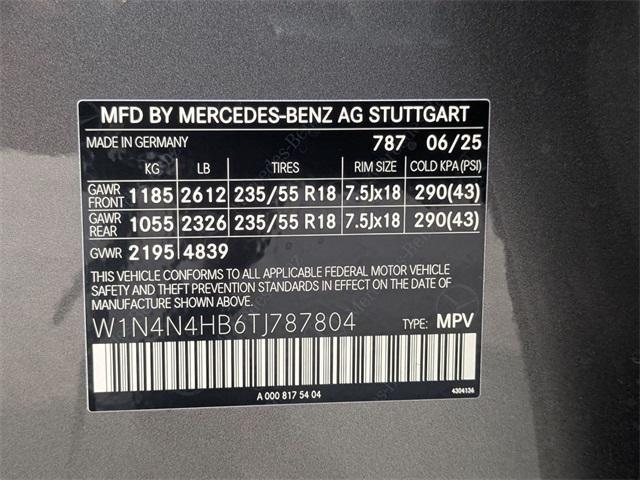 MFD BY MERCEDES-BENZ AG STUTTGART
MADE IN GERMANY 787 06/25
KG LB TIRES RIM SIZE COLD KPA (PSI)
GAWR FRONT 1185 2612 235/55 R18 7.5Jx18 290(43)
GAWR REAR 1055 2326 235/55 R18 7.5Jx18 290(43)
GVWR 2195 4839
THIS VEHICLE CONFORMS TO ALL APPLICABLE FEDERAL MOTOR VEHICLE
SAFETY AND THEFT PREVENTION STANDARDS IN EFFECT ON THE DATE
OF MANUFACTURE SHOWN ABOVE.
W1N4N4HB6TJ787804 TYPE: MPV
A 000 817 54 04 4304136